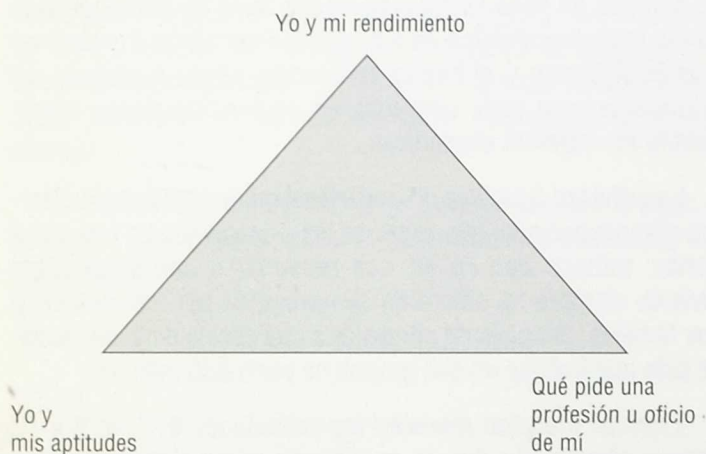 Yo y mi rendimiento
Yo y
mis aptitudes
Qué pide una
profesión u oficio
de mí